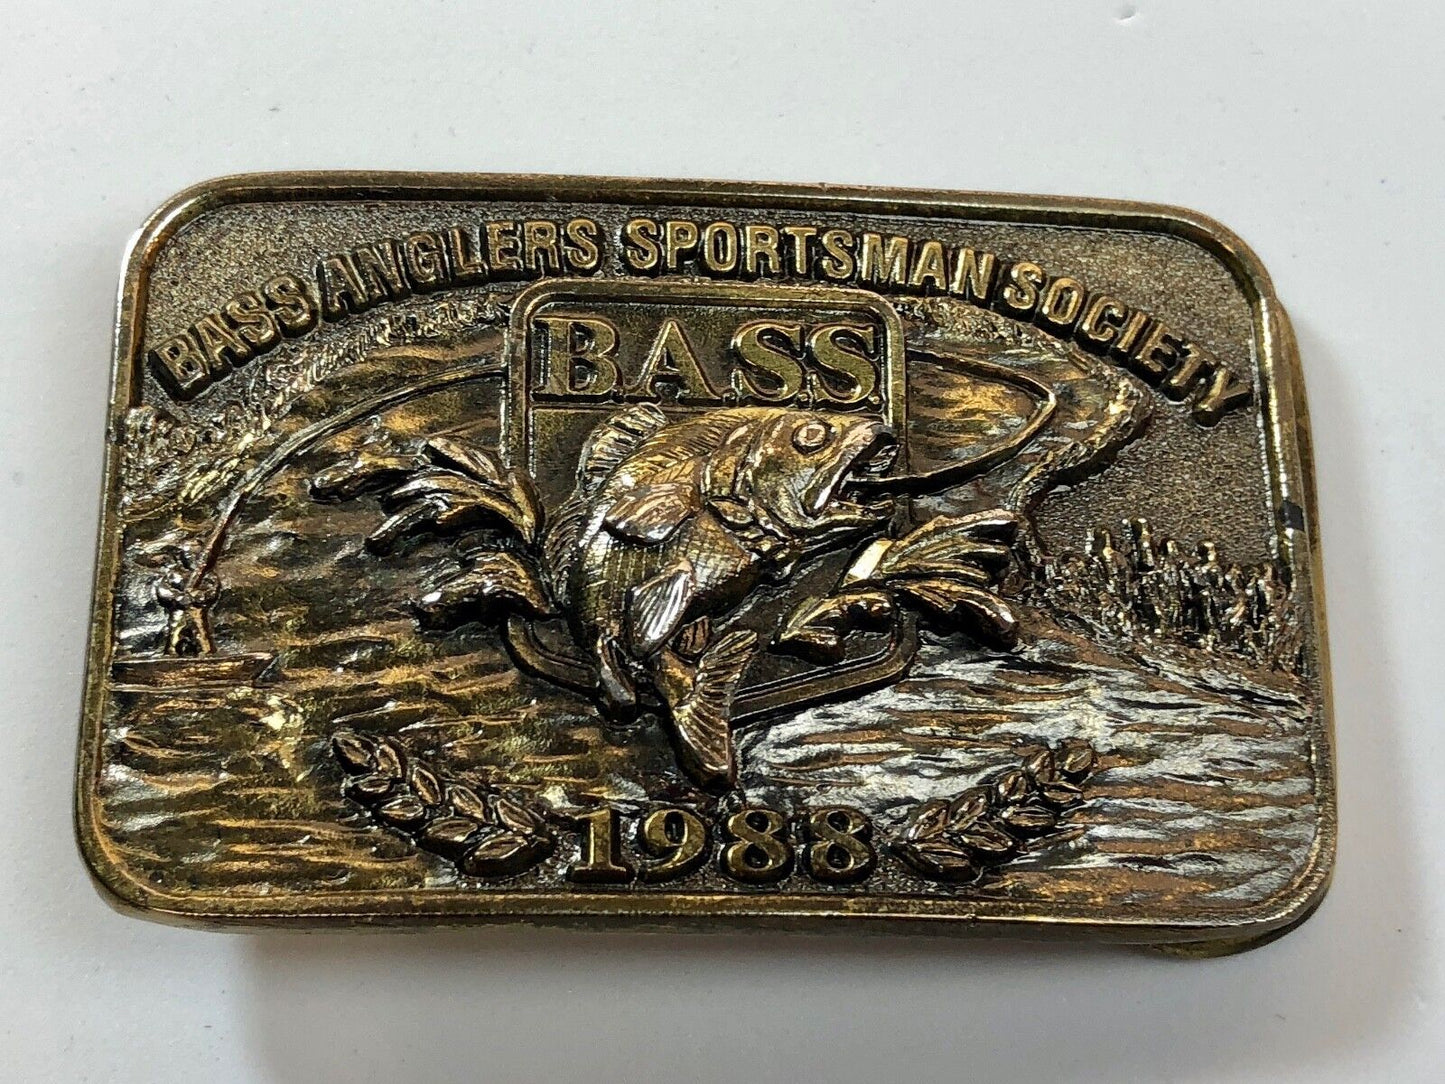 BASS ANGLERS SPORTSMAN SOCIETY
B.A.S.S.
1988